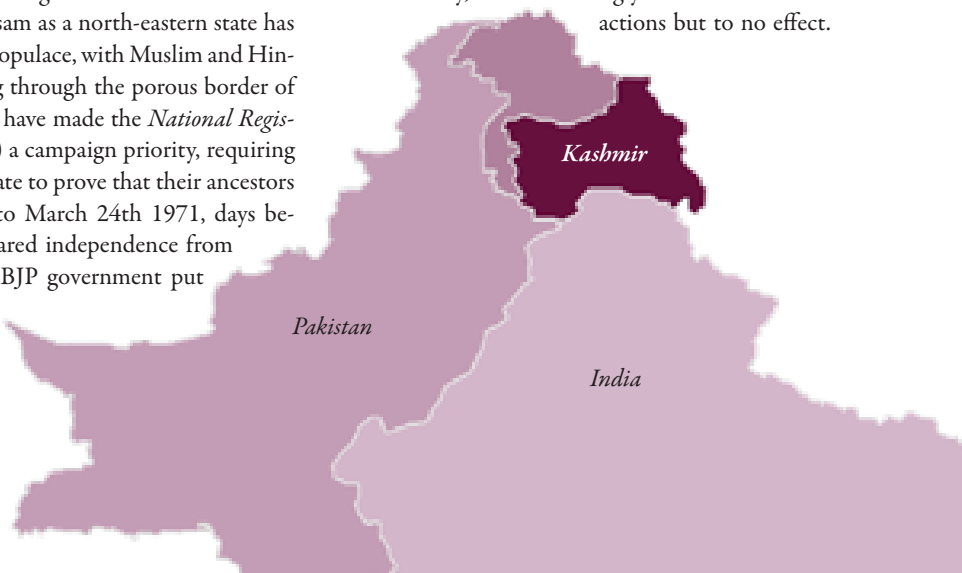 sam as a north-eastern state has
opulace, with Muslim and Hin-
through the porous border of
have made the National Regis-
) a campaign priority, requiring
ate to prove that their ancestors
to March 24th 1971, days be-
ared independence from
BJP government put
actions but to no effect.
Kashmir
Pakistan
India